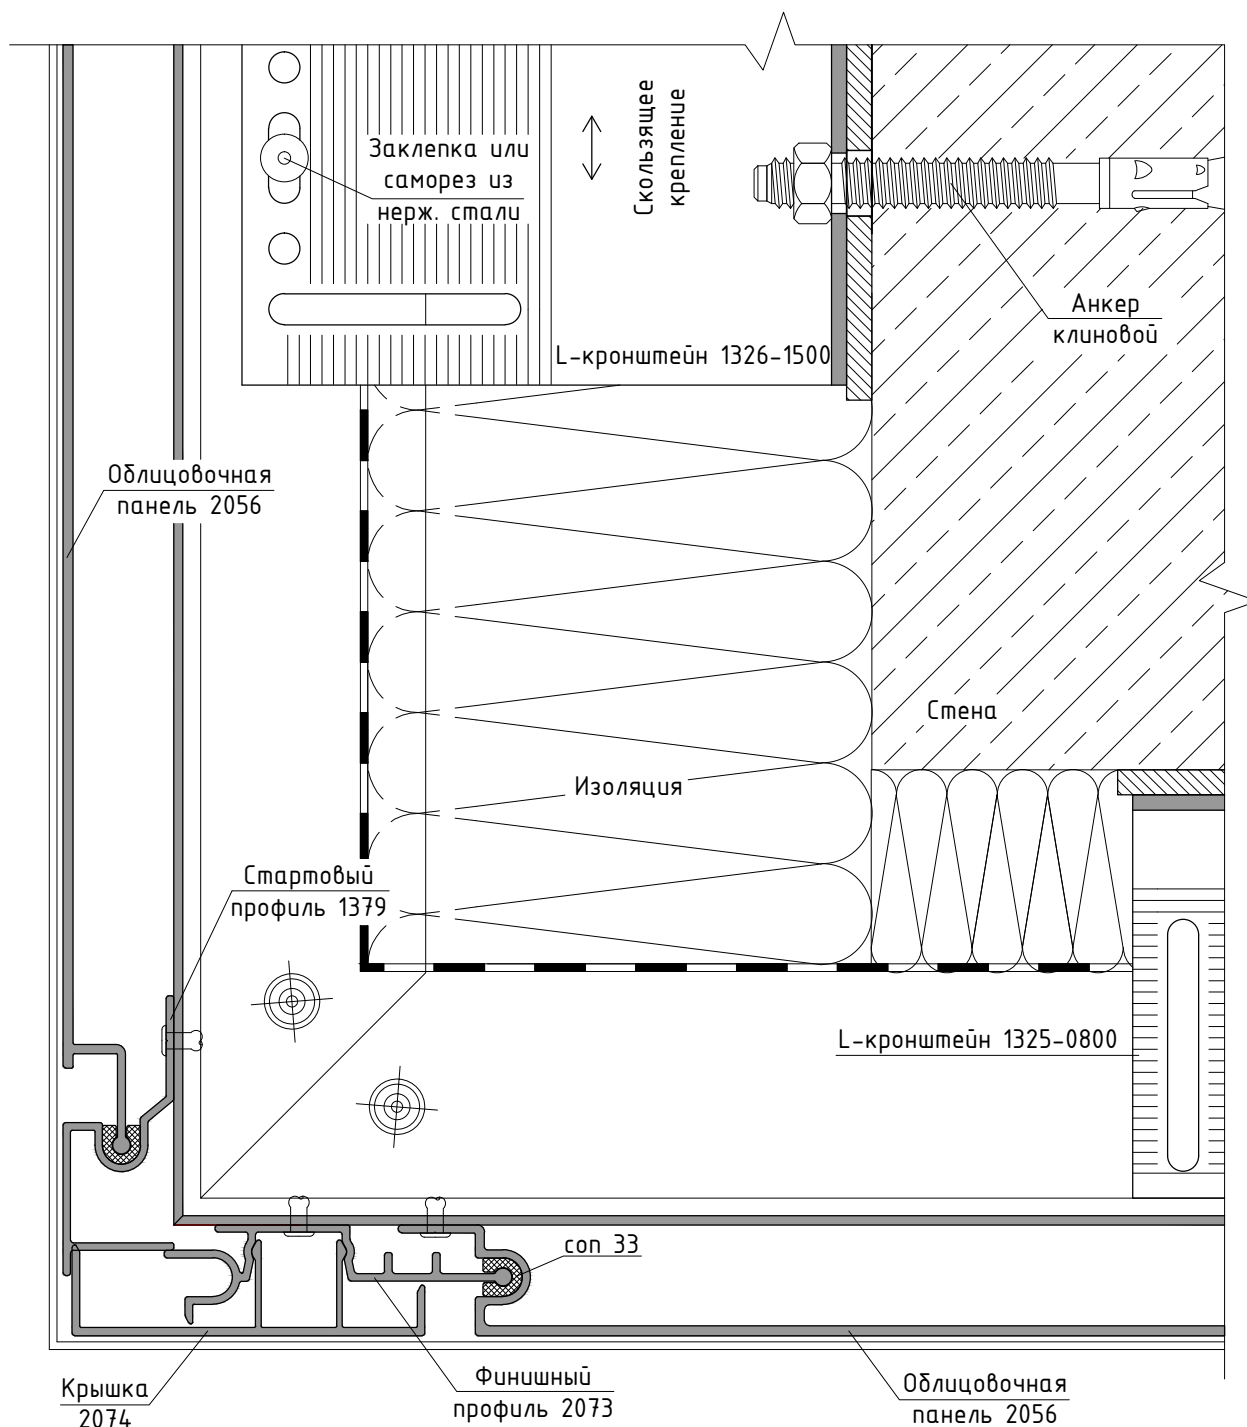 Заклепка или
саморез из
нерж. стали
Скользящее
крепление
Анкер
клиновой
L-кронштейн 1326-1500
Облицовочная
панель 2056
Стена
Изоляция
Стартовый
профиль 1379
L-кронштейн 1325-0800
con 33
Крышка
2074
Финишный
профиль 2073
Облицовочная
панель 2056